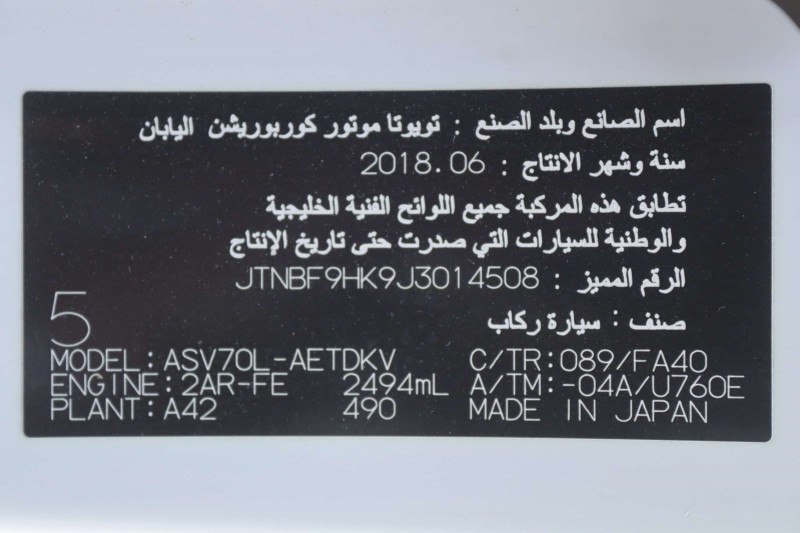 اسم الصانع وبلد الصنع : تويوتا موتور كوربوريشن اليابان
سنة وشهر الانتاج : 2018.06
تطابق هذه المركبة جميع اللوائح الفنية الخليجية
والوطنية للسيارات التي صدرت حتى تاريخ الإنتاج
الرقم المميز : JTNBF9HK9J3014508
صنف : سيارة ركاب
5
MODEL:ASV70L-AETDKV C/TR:089/FA40
ENGINE:2AR-FE 2494mL A/TM:-04A/U760E
PLANT:A42 490 MADE IN JAPAN